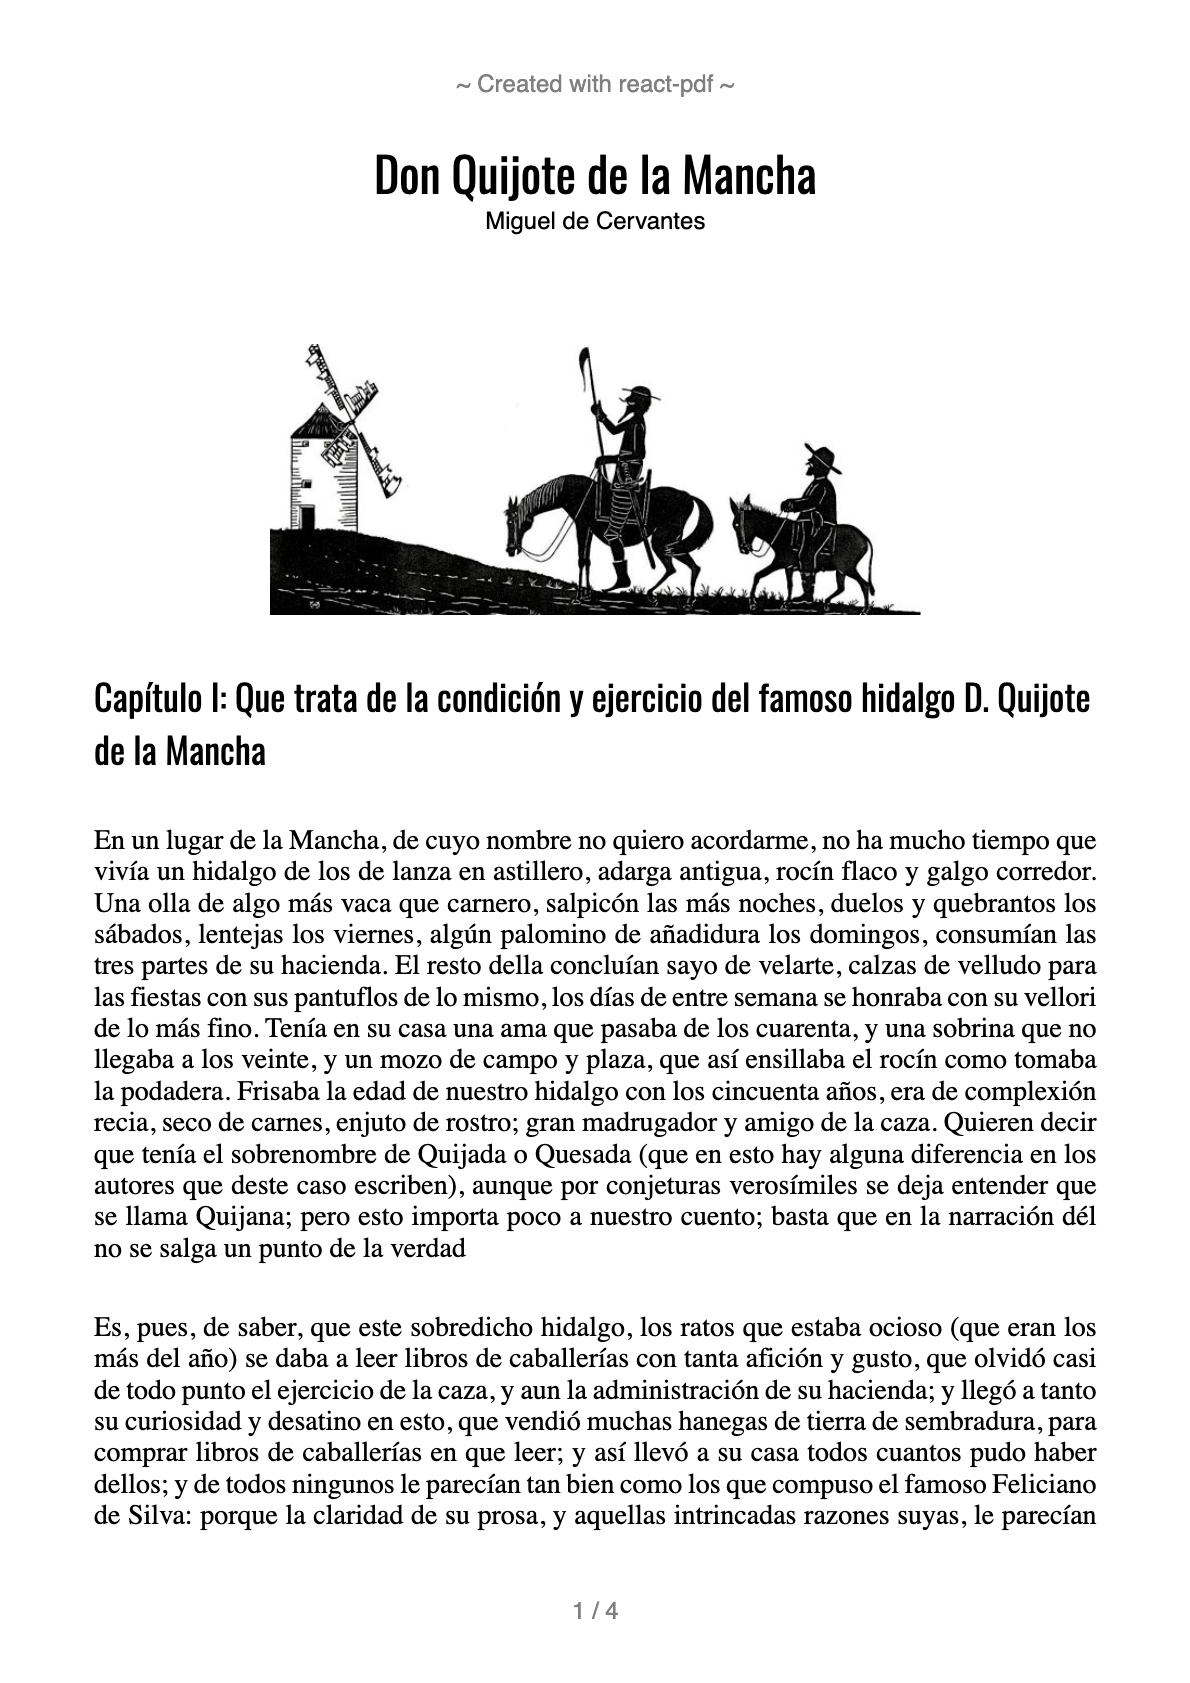 ~ Created with react-pdf ~
Don Quijote de la Mancha
Miguel de Cervantes
Capítulo I: Que trata de la condición y ejercicio del famoso hidalgo D. Quijote
de la Mancha
En un lugar de la Mancha, de cuyo nombre no quiero acordarme, no ha mucho tiempo que
vivía un hidalgo de los de lanza en astillero, adarga antigua, rocín flaco y galgo corredor.
Una olla de algo más vaca que carnero, salpicón las más noches, duelos y quebrantos los
sábados, lentejas los viernes, algún palomino de añadidura los domingos, consumían las
tres partes de su hacienda. El resto della concluían sayo de velarte, calzas de velludo para
las fiestas con sus pantuflos de lo mismo, los días de entre semana se honraba con su vellori
de lo más fino. Tenía en su casa una ama que pasaba de los cuarenta, y una sobrina que no
llegaba a los veinte, y un mozo de campo y plaza, que así ensillaba el rocín como tomaba
la podadera. Frisaba la edad de nuestro hidalgo con los cincuenta años, era de complexión
recia, seco de carnes, enjuto de rostro; gran madrugador y amigo de la caza. Quieren decir
que tenía el sobrenombre de Quijada o Quesada (que en esto hay alguna diferencia en los
autores que deste caso escriben), aunque por conjeturas verosímiles se deja entender que
se llama Quijana; pero esto importa poco a nuestro cuento; basta que en la narración dél
no se salga un punto de la verdad
Es, pues, de saber, que este sobredicho hidalgo, los ratos que estaba ocioso (que eran los
más del año) se daba a leer libros de caballerías con tanta afición y gusto, que olvidó casi
de todo punto el ejercicio de la caza, y aun la administración de su hacienda; y llegó a tanto
su curiosidad y desatino en esto, que vendió muchas hanegas de tierra de sembradura, para
comprar libros de caballerías en que leer; y así llevó a su casa todos cuantos pudo haber
dellos; y de todos ningunos le parecían tan bien como los que compuso el famoso Feliciano
de Silva: porque la claridad de su prosa, y aquellas intrincadas razones suyas, le parecían
1 / 4